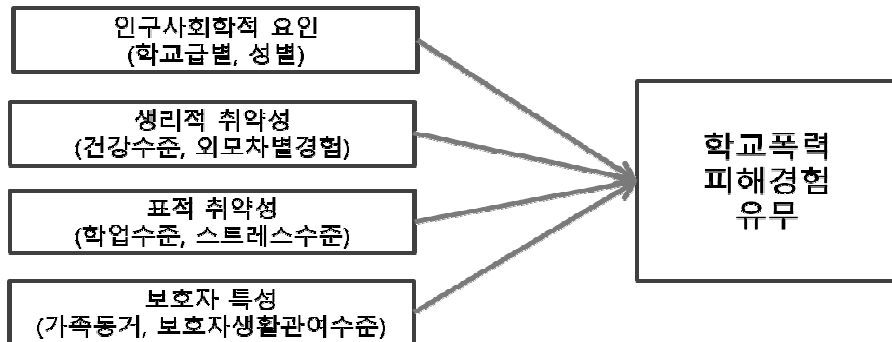 인구사회학적 요인
(학교급별, 성별)
생리적 취약성
(건강수준, 외모차별경험)
표적 취약성
(학업수준, 스트레스수준)
보호자 특성
(가족동거, 보호자생활관여수준)
학교폭력
피해경험
유무